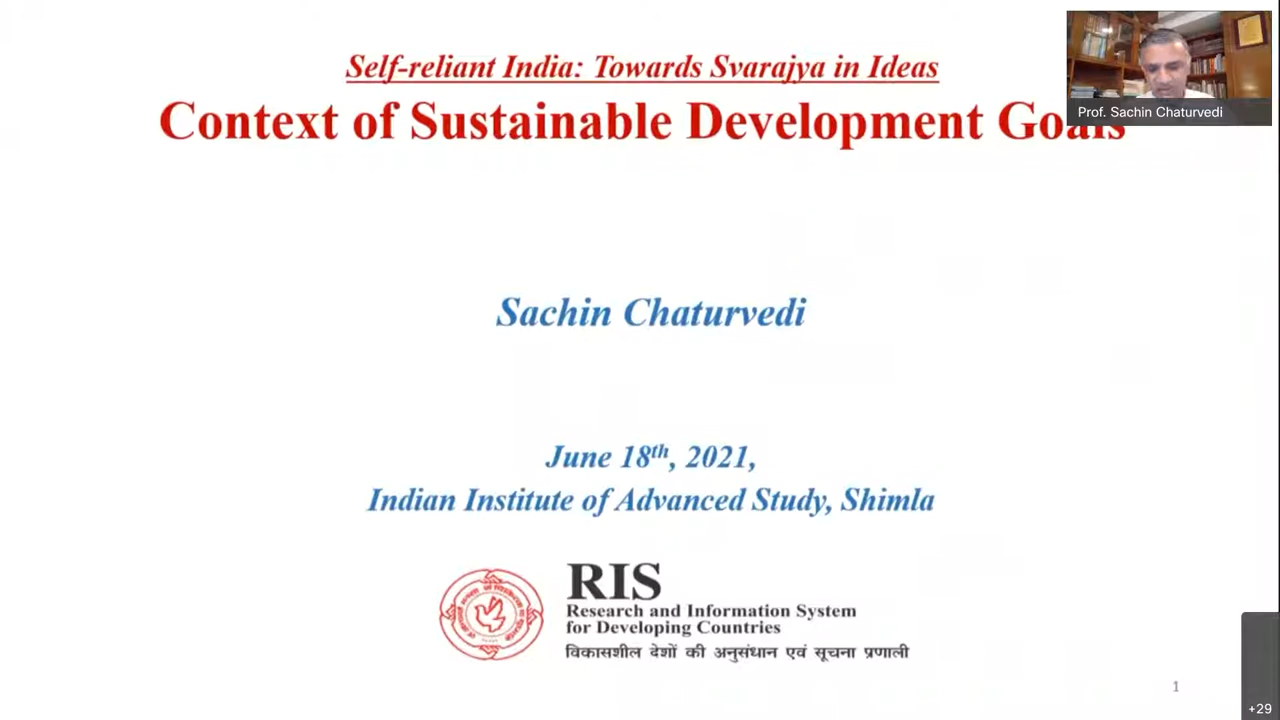 Self-reliant India: Towards Svarajya in Ideas
Context of Sustainable Development Goals
Prof. Sachin Chaturvedi
Sachin Chaturvedi
June 18th, 2021,
Indian Institute of Advanced Study, Shimla
RIS
Research and Information System
for Developing Countries
विकासशील देशों की अनुसंधान एवं सूचना प्रणाली
1
+29